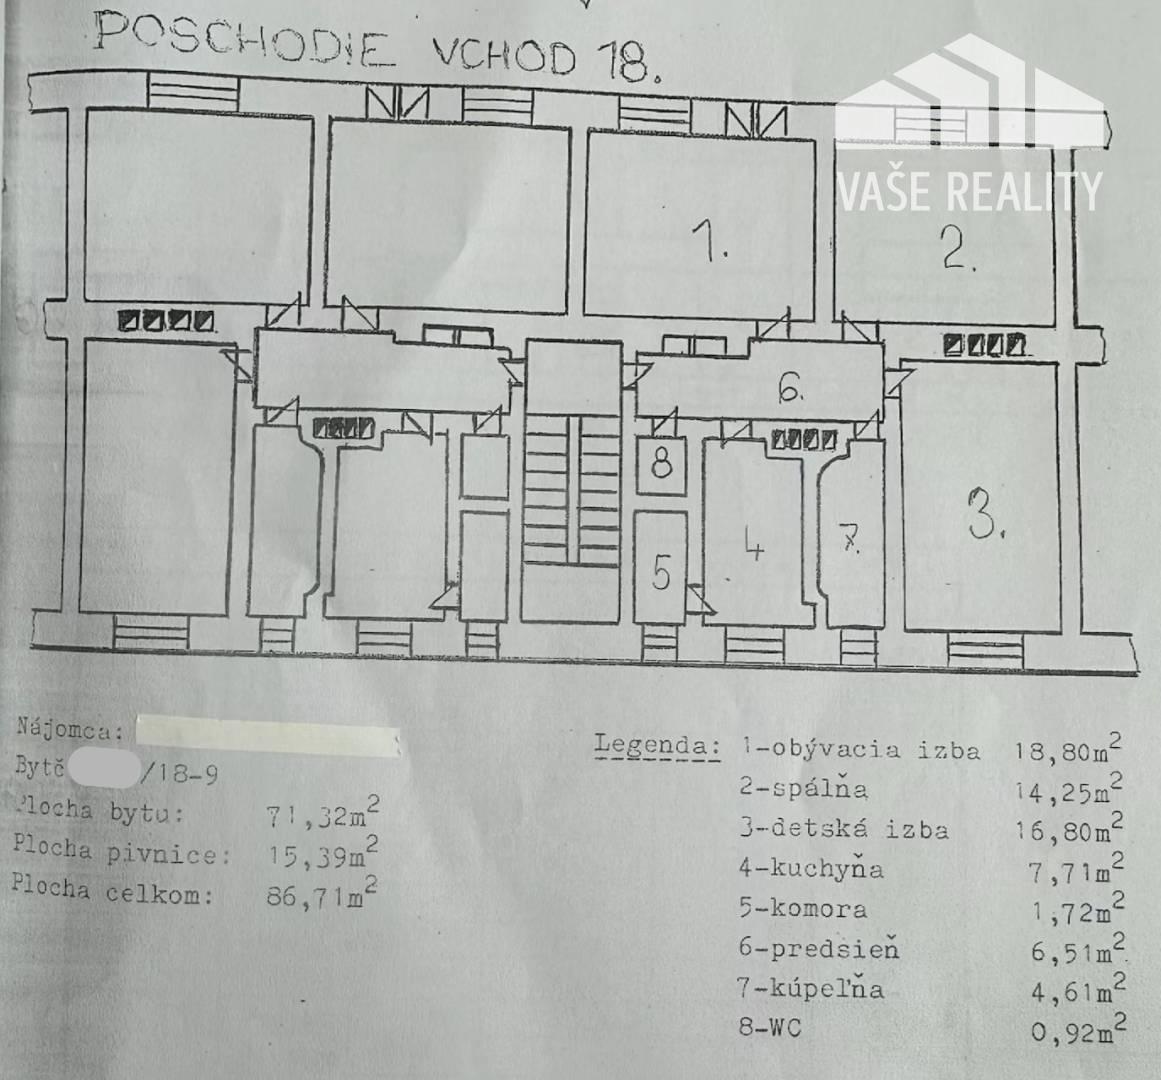 POSCHODIE VCHOD 18.
VAŠE REALITY
1.
2.
6.
8
3.
4
7.
5
Nájomca:
Bytč /18-9
Plocha bytu: 71,32m²
Plocha pivnice: 15,39m²
Plocha celkom: 86,71m²
Legenda: 1-obývacia izba 18,80m²
2-spálňa 14,25m²
3-detská izba 16,80m²
4-kuchyňa 7,71m²
5-komora 1,72m²
6-predsieň 6,51m²
7-kúpeľňa 4,61m²
8-WC 0,92m²